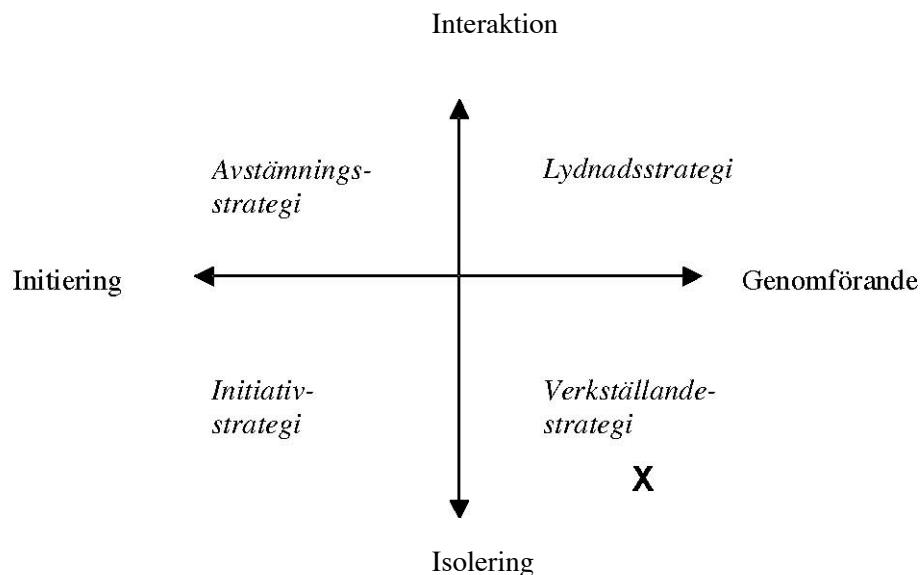 Interaktion
Avstämnings-
strategi
Lydnadsstrategi
Initiering
Genomförande
Initiativ-
strategi
Verkställande-
strategi
X
Isolering